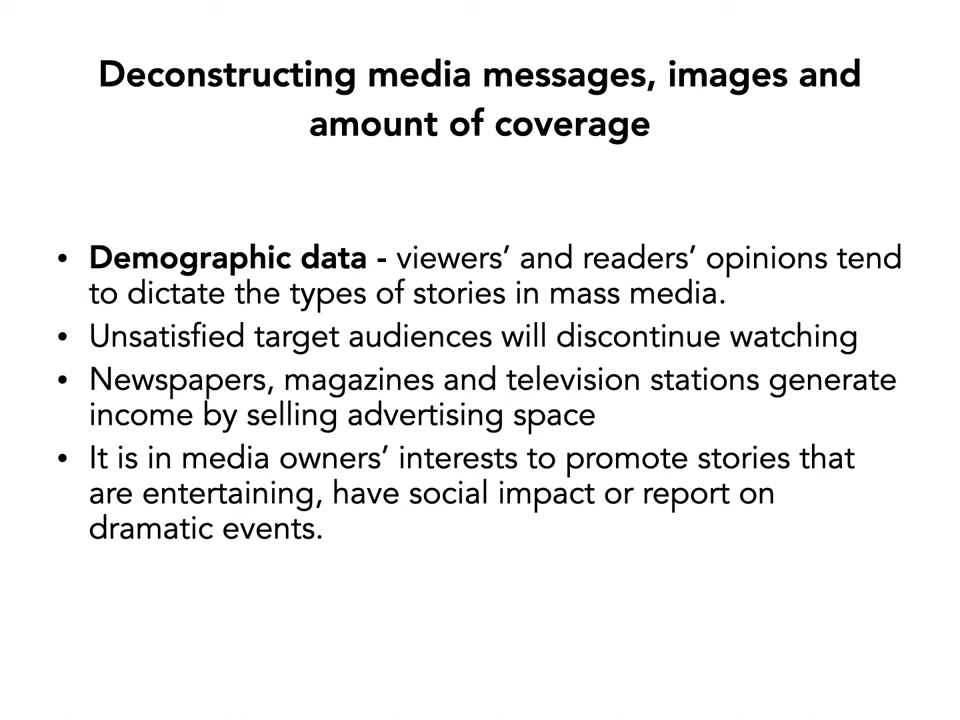 Deconstructing media messages, images and
amount of coverage
• Demographic data - viewers’ and readers’ opinions tend
to dictate the types of stories in mass media.
• Unsatisfied target audiences will discontinue watching
• Newspapers, magazines and television stations generate
income by selling advertising space
• It is in media owners’ interests to promote stories that
are entertaining, have social impact or report on
dramatic events.